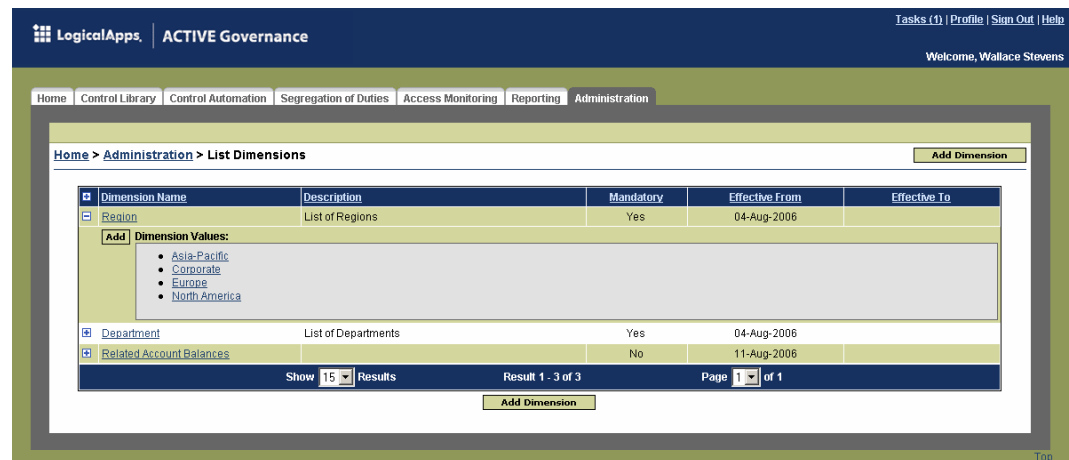 Tasks (1) | Profile | Sign Out | Help
LogicalApps. ACTIVE Governance
Welcome, Wallace Stevens
Home Control Library Control Automation Segregation of Duties Access Monitoring Reporting Administration
Home > Administration > List Dimensions Add Dimension
Dimension Name Description Mandatory Effective From Effective To
Region List of Regions Yes 04-Aug-2006
Add Dimension Values:
Asia-Pacific
Corporate
Europe
North America
Department List of Departments Yes 04-Aug-2006
Related Account Balances No 11-Aug-2006
Show 15 Results Result 1 - 3 of 3 Page 1 of 1
Add Dimension
Top